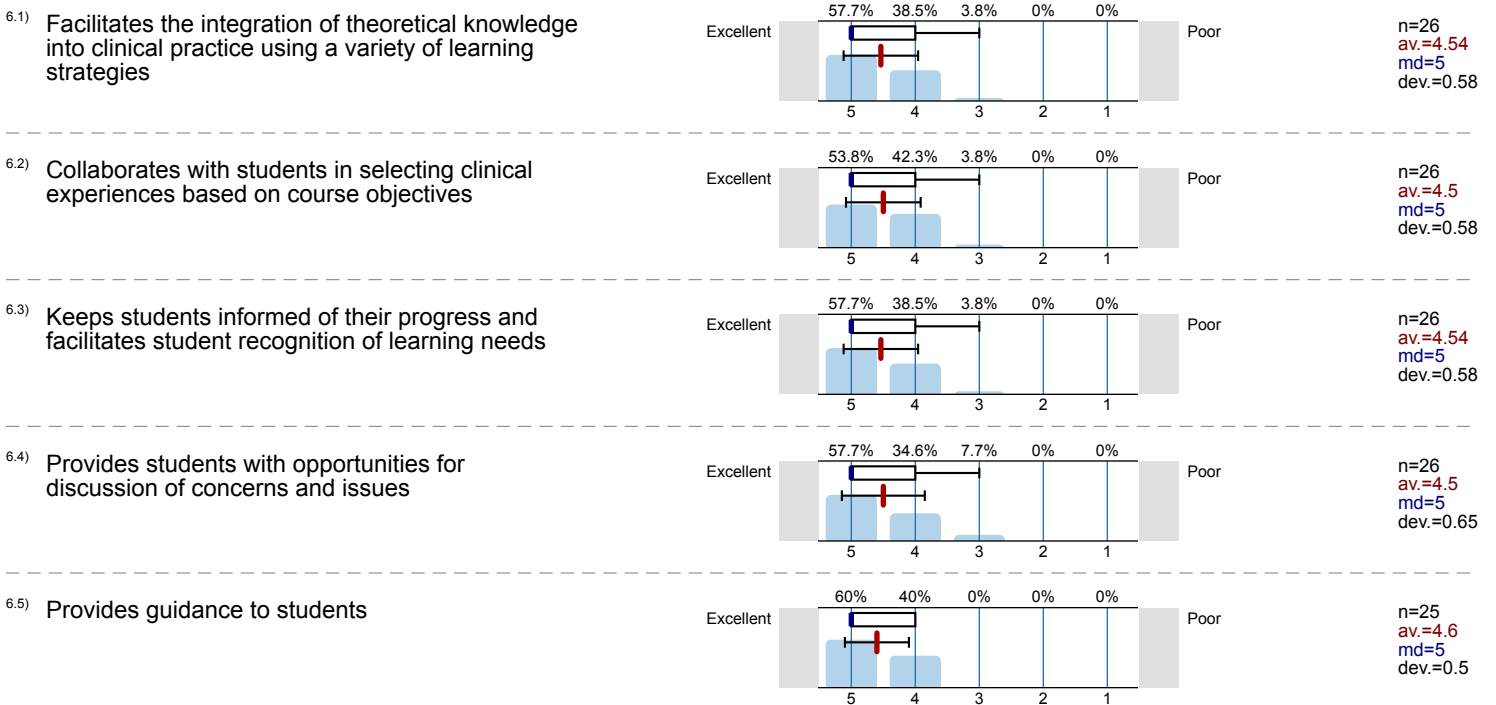 6.1) Facilitates the integration of theoretical knowledge
into clinical practice using a variety of learning
strategies
57.7% 38.5% 3.8% 0% 0%
Excellent Poor
5 4 3 2 1
n=26
av.=4.54
md=5
dev.=0.58
6.2) Collaborates with students in selecting clinical
experiences based on course objectives
53.8% 42.3% 3.8% 0% 0%
Excellent Poor
5 4 3 2 1
n=26
av.=4.5
md=5
dev.=0.58
6.3) Keeps students informed of their progress and
facilitates student recognition of learning needs
57.7% 38.5% 3.8% 0% 0%
Excellent Poor
5 4 3 2 1
n=26
av.=4.54
md=5
dev.=0.58
6.4) Provides students with opportunities for
discussion of concerns and issues
57.7% 34.6% 7.7% 0% 0%
Excellent Poor
5 4 3 2 1
n=26
av.=4.5
md=5
dev.=0.65
6.5) Provides guidance to students
60% 40% 0% 0% 0%
Excellent Poor
5 4 3 2 1
n=25
av.=4.6
md=5
dev.=0.5